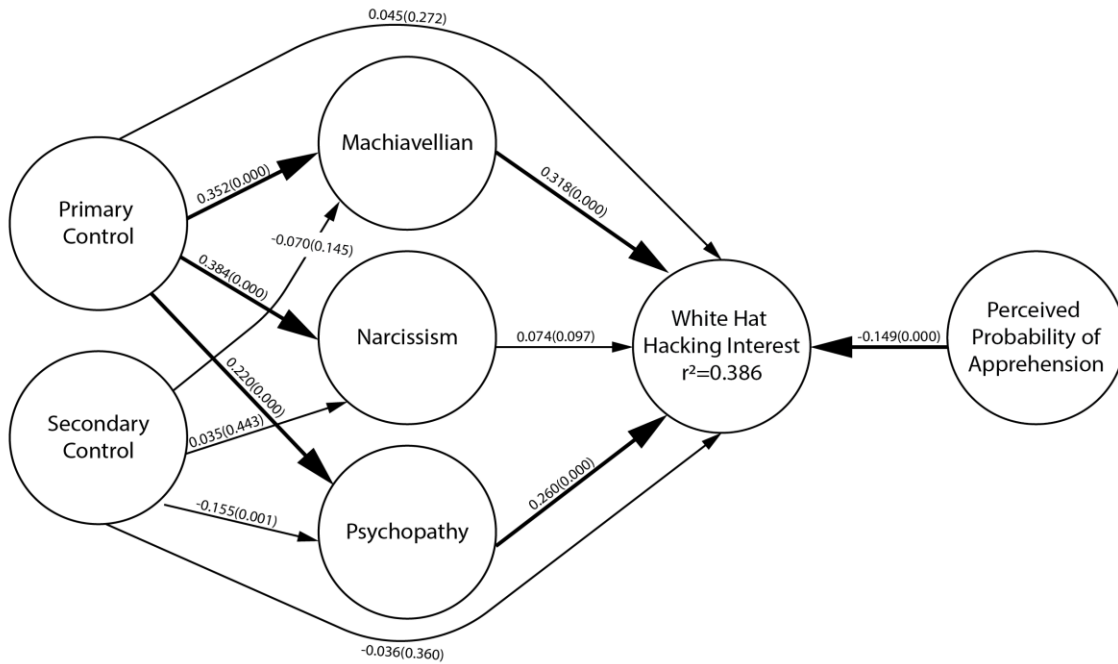 0.045(0.272)
Machiavellian
0.352(0.000)
0.318(0.000)
Primary
Control
-0.070(0.145)
0.384(0.000)
Narcissism
0.074(0.097)
White Hat
Hacking Interest
r²=0.386
-0.149(0.000)
Perceived
Probability of
Apprehension
0.220(0.000)
Secondary
Control
0.035(0.443)
-0.155(0.001)
Psychopathy
0.260(0.000)
-0.036(0.360)